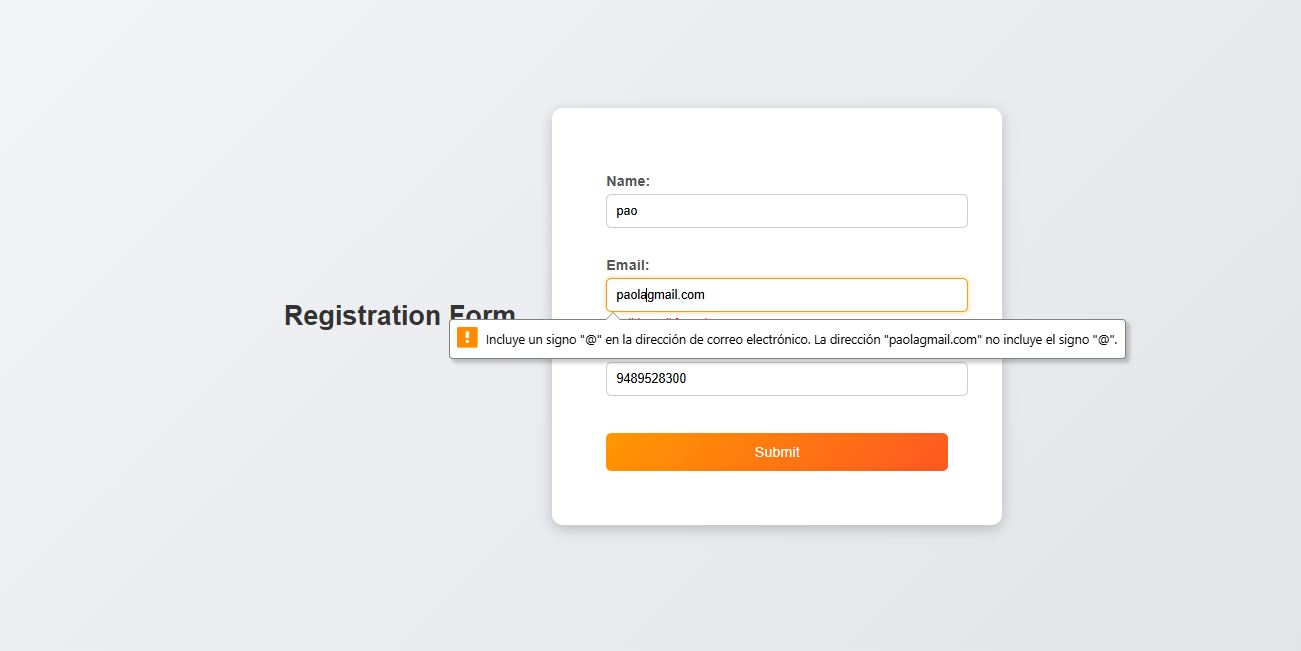 Name:
pao
Email:
paolagmail.com
Registration Form
Incluye un signo "@" en la dirección de correo electrónico. La dirección "paolagmail.com" no incluye el signo "@".
9489528300
Submit